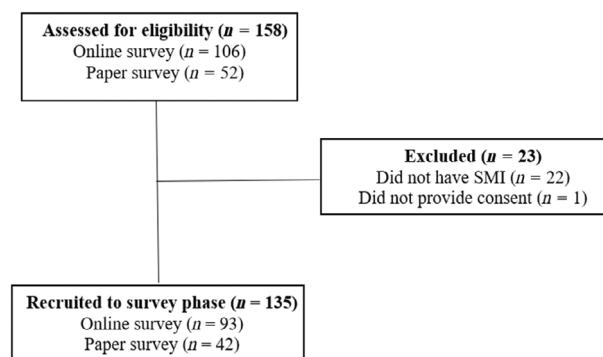 Assessed for eligibility (n = 158)
Online survey (n = 106)
Paper survey (n = 52)
Excluded (n = 23)
Did not have SMI (n = 22)
Did not provide consent (n = 1)
Recruited to survey phase (n = 135)
Online survey (n = 93)
Paper survey (n = 42)